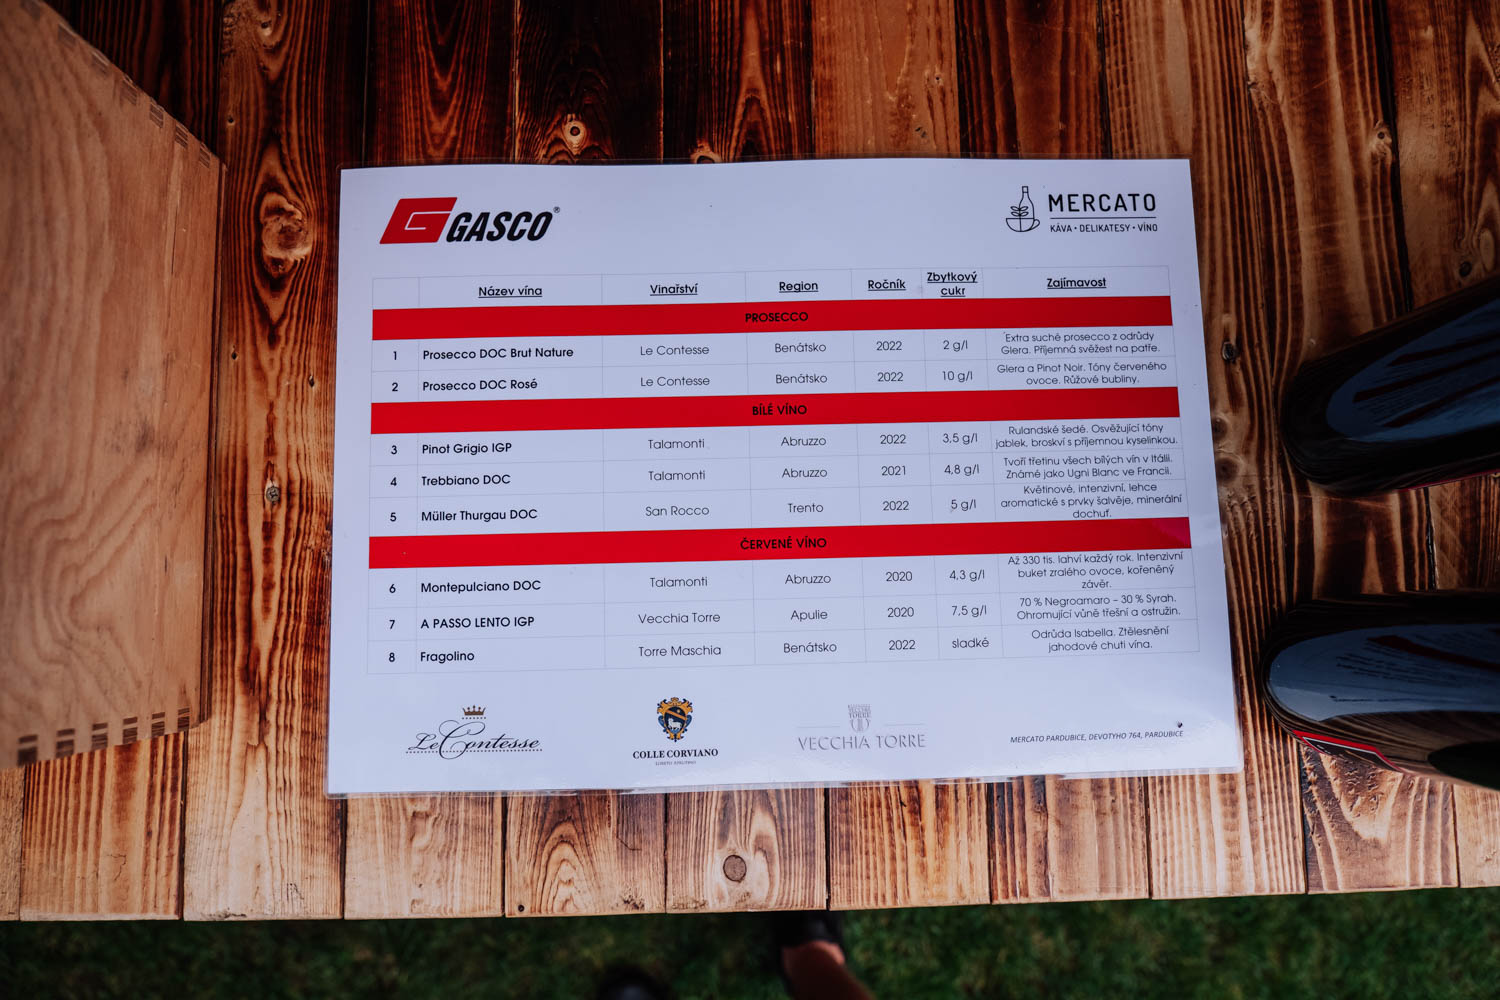 GASCO®
MERCATO
KÁVA • DELIKATESY • VÍNO
Název vína Vinařství Region Ročník Zbytkový cukr Zajímavost
PROSECCO
1 Prosecco DOC Brut Nature Le Contesse Benátsko 2022 2 g/l Extra suché prosecco z odrůdy
Glera. Příjemná svěžest na patře.
2 Prosecco DOC Rosé Le Contesse Benátsko 2022 10 g/l Glera a Pinot Noir. Tóny červeného
ovoce. Růžové bubliny.
BÍLÉ VÍNO
3 Pinot Grigio IGP Talamonti Abruzzo 2022 3,5 g/l Rulandské šedé. Osvěžující tóny
jablek, broskví s příjemnou kyselinkou.
4 Trebbiano DOC Talamonti Abruzzo 2021 4,8 g/l Tvoří třetinu všech bílých vín v Itálii.
Známé jako Ugni Blanc ve Francii.
5 Müller Thurgau DOC San Rocco Trento 2022 5 g/l Květinové, intenzivní, lehce
aromatické s prvky šalvěje, minerální
dochuť.
ČERVENÉ VÍNO
6 Montepulciano DOC Talamonti Abruzzo 2020 4,3 g/l Až 330 tis. lahví každý rok. Intenzivní
buket zralého ovoce, kořeněný
závěr.
7 A PASSO LENTO IGP Vecchia Torre Apulie 2020 7,5 g/l 70 % Negroamaro – 30 % Syrah.
Ohromující vůně třešní a ostružin.
8 Fragolino Torre Maschia Benátsko 2022 sladké Odrůda Isabella. Ztělesnění
jahodové chuti vína.
Le Contesse
COLLE CORVIANO
LORETO APRUTINO
TORRE
VECCHIA TORRE
MERCATO PARDUBICE, DEVOTYHO 764, PARDUBICE